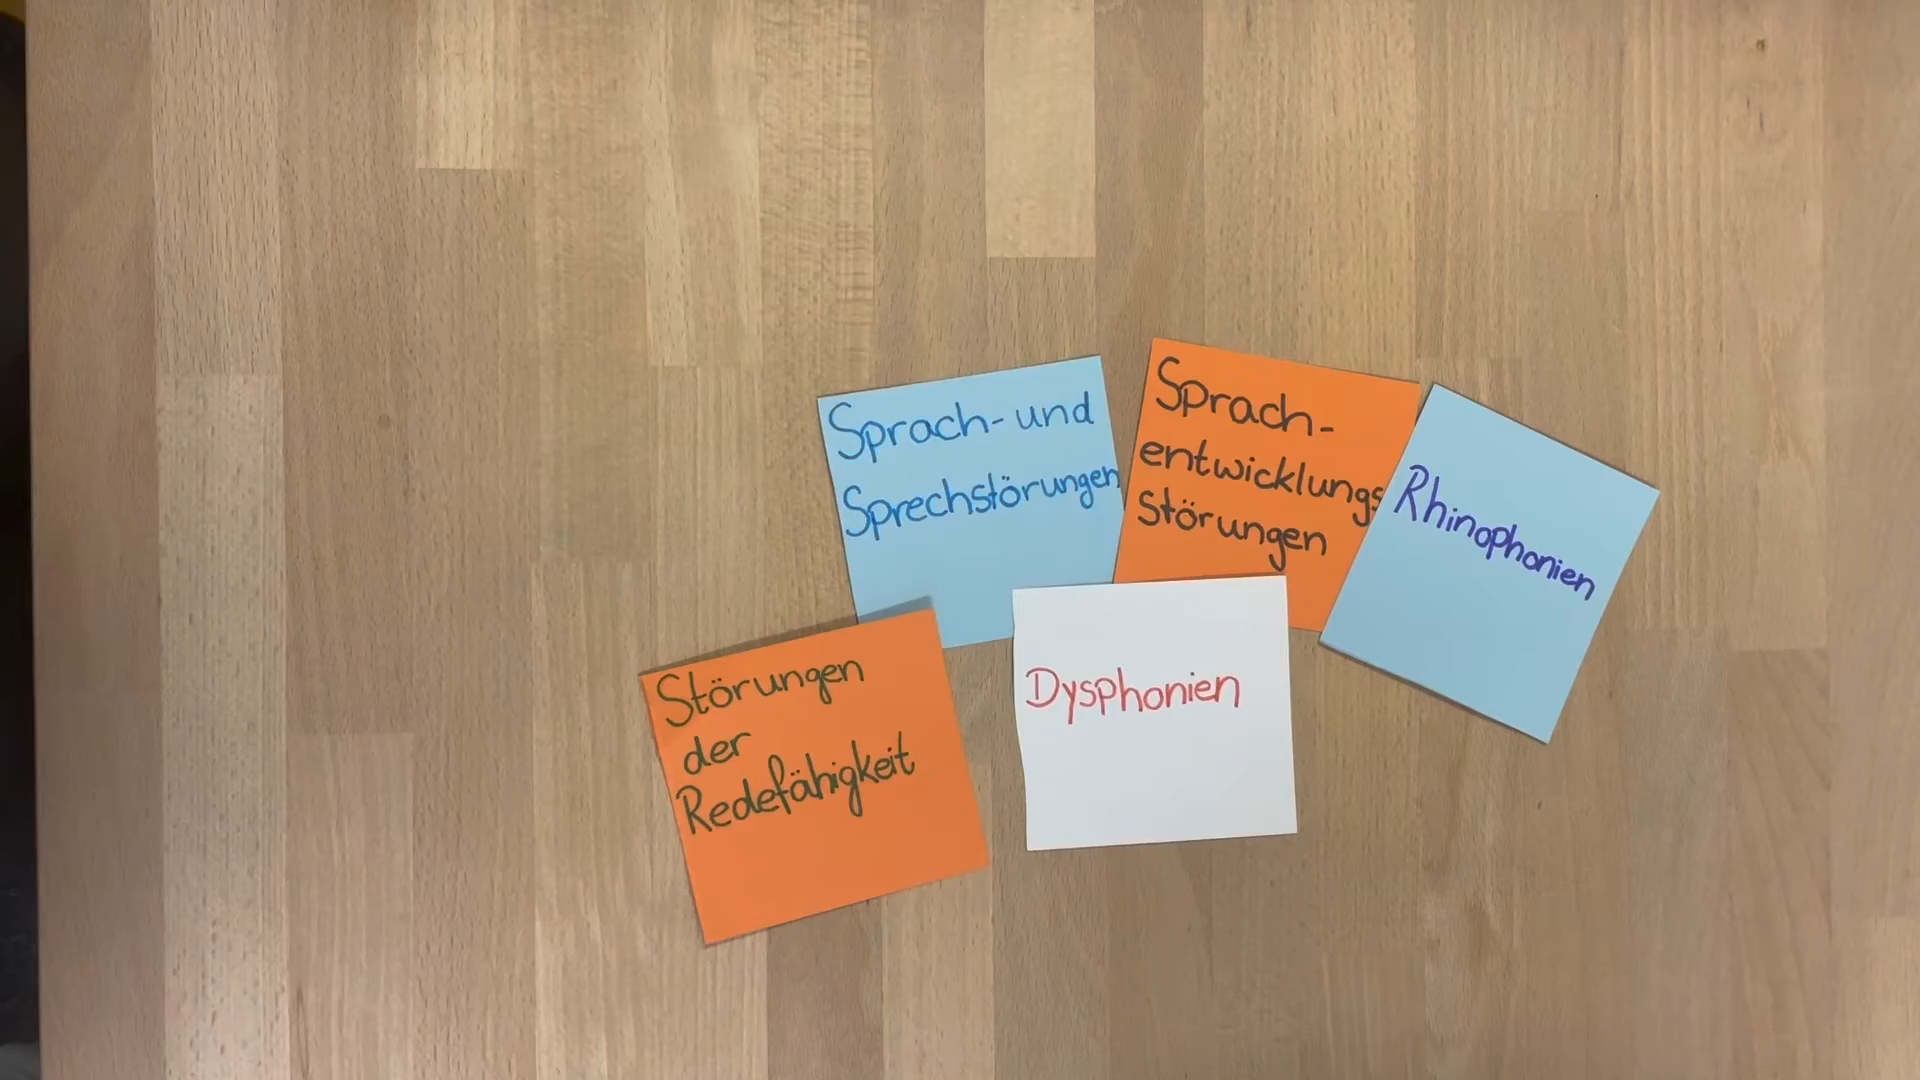 Sprach- und
Sprechstörungen
Sprach-
entwicklungs
Störungen
Rhinophonien
Störungen
der
Redefähigkeit
Dysphonien